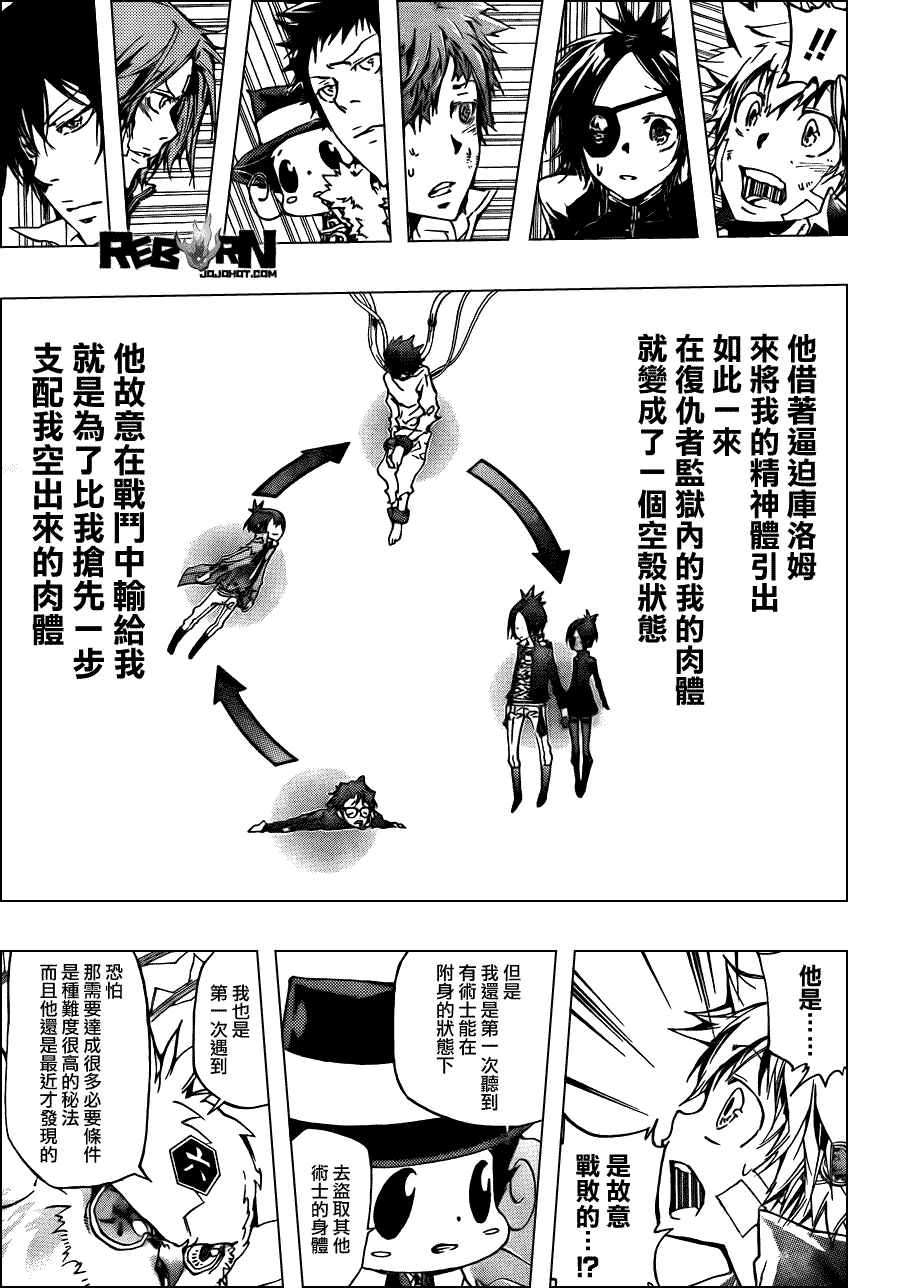 !!
REBORN
JOJOHOT.COM
他借著逼迫庫洛姆
來將我的精神體引出
如此一來
在復仇者監獄內的我的肉體
就變成了一個空殼狀態
他故意在戰鬥中輸給我
就是為了比我搶先一步
支配我空出來的肉體
他是……
是故意
戰敗的…!?
但是
我還是第一次聽到
有術士能在
附身的狀態下
去盜取其他
術士的身體
我也是
第一次遇到
恐怕
那需要達成很多必要條件
是種難度很高的秘法
而且他還是最近才發現的
六